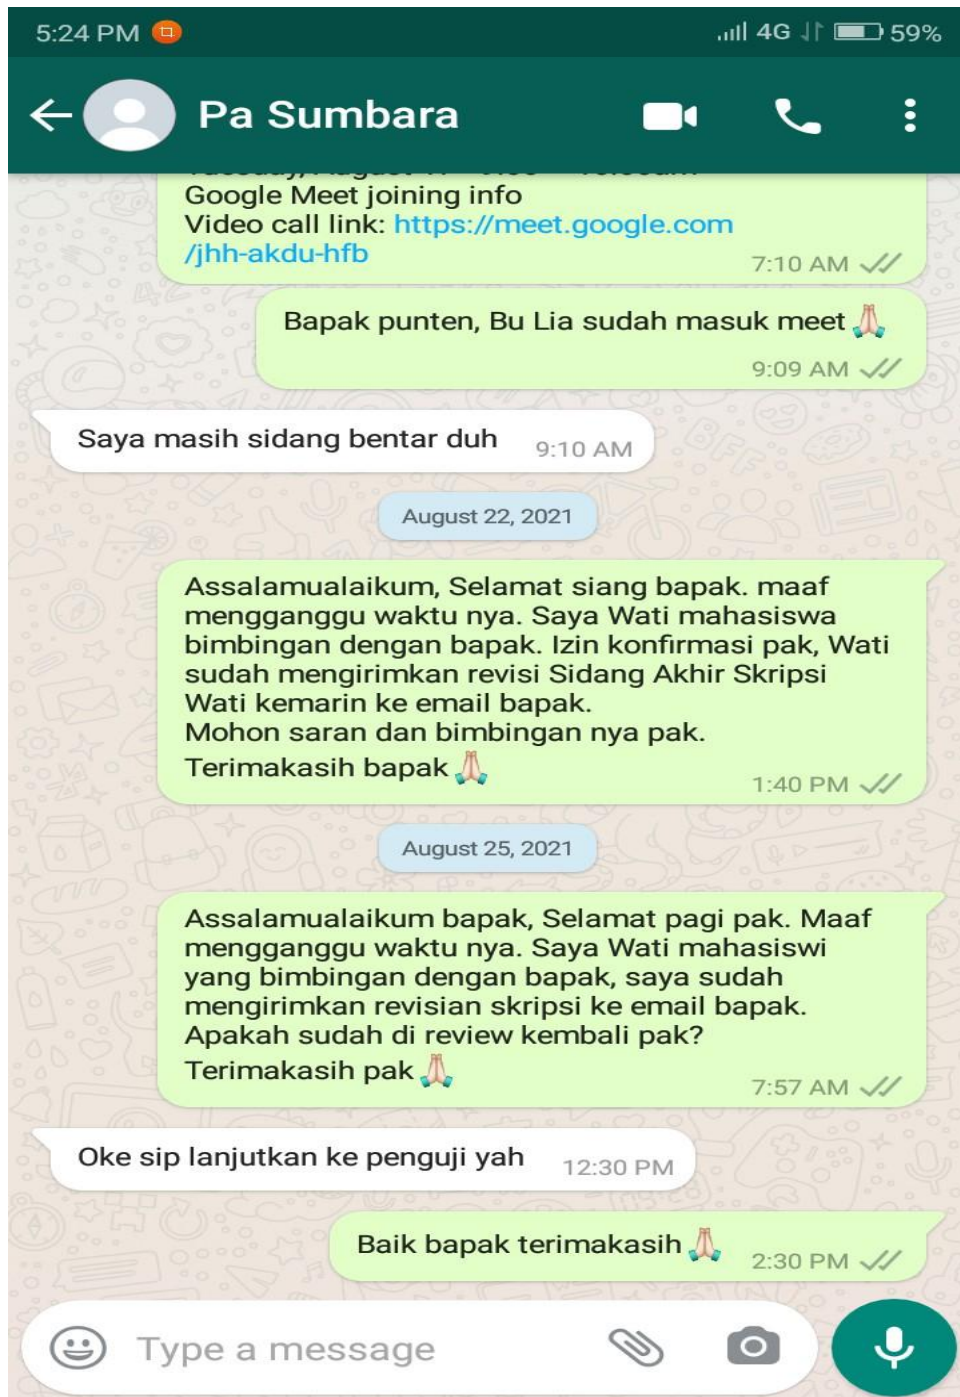 5:24 PM
4G
59%
Pa Sumbara
Google Meet joining info
Video call link: https://meet.google.com
/jhh-akdu-hfb
7:10 AM
Bapak punten, Bu Lia sudah masuk meet🙏🏻
9:09 AM
Saya masih sidang bentar duh
9:10 AM
August 22, 2021
Assalamualaikum, Selamat siang bapak. maaf
mengganggu waktu nya. Saya Wati mahasiswa
bimbingan dengan bapak. Izin konfirmasi pak, Wati
sudah mengirimkan revisi Sidang Akhir Skripsi
Wati kemarin ke email bapak.
Mohon saran dan bimbingan nya pak.
Terimakasih bapak🙏🏻
1:40 PM
August 25, 2021
Assalamualaikum bapak, Selamat pagi pak. Maaf
mengganggu waktu nya. Saya Wati mahasiswi
yang bimbingan dengan bapak, saya sudah
mengirimkan revisian skripsi ke email bapak.
Apakah sudah di review kembali pak?
Terimakasih pak🙏🏻
7:57 AM
Oke sip lanjutkan ke penguji yah
12:30 PM
Baik bapak terimakasih🙏🏻
2:30 PM
Type a message